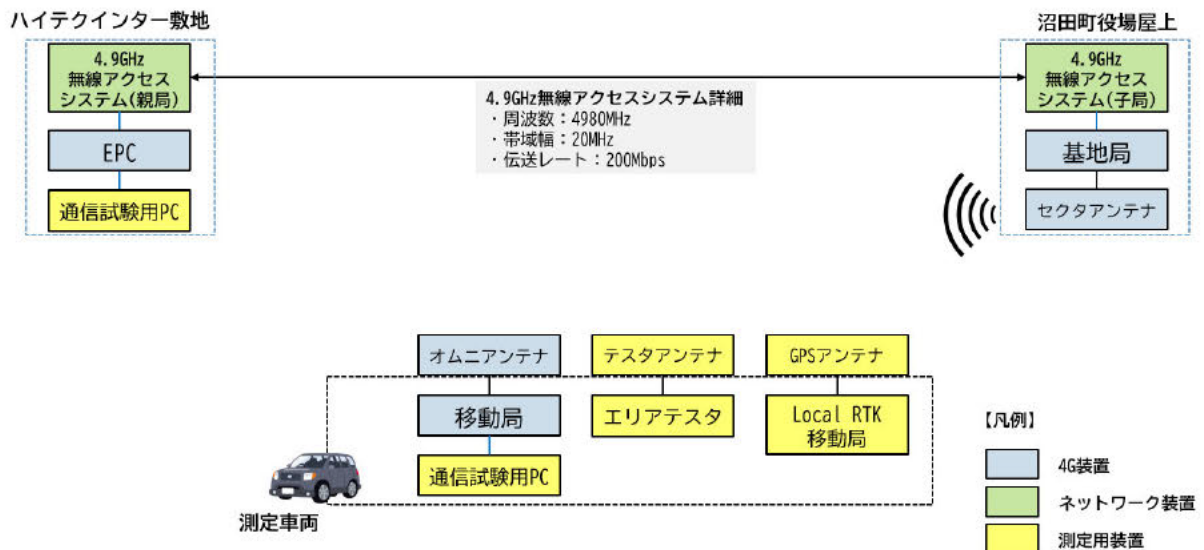 ハイテクインター敷地
沼田町役場屋上
4.9GHz
無線アクセス
システム(親局)
EPC
通信試験用PC
4.9GHz無線アクセスシステム詳細
・周波数：4980MHz
・帯域幅：20MHz
・伝送レート：200Mbps
4.9GHz
無線アクセス
システム(子局)
基地局
セクタアンテナ
オムニアンテナ
移動局
通信試験用PC
テスタアンテナ
エリアテスタ
GPSアンテナ
Local RTK
移動局
測定車両
【凡例】
4G装置
ネットワーク装置
測定用装置